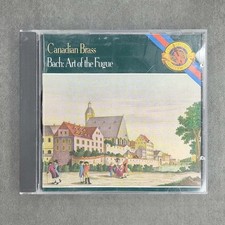 Canadian Brass
Bach: Art of the Fugue